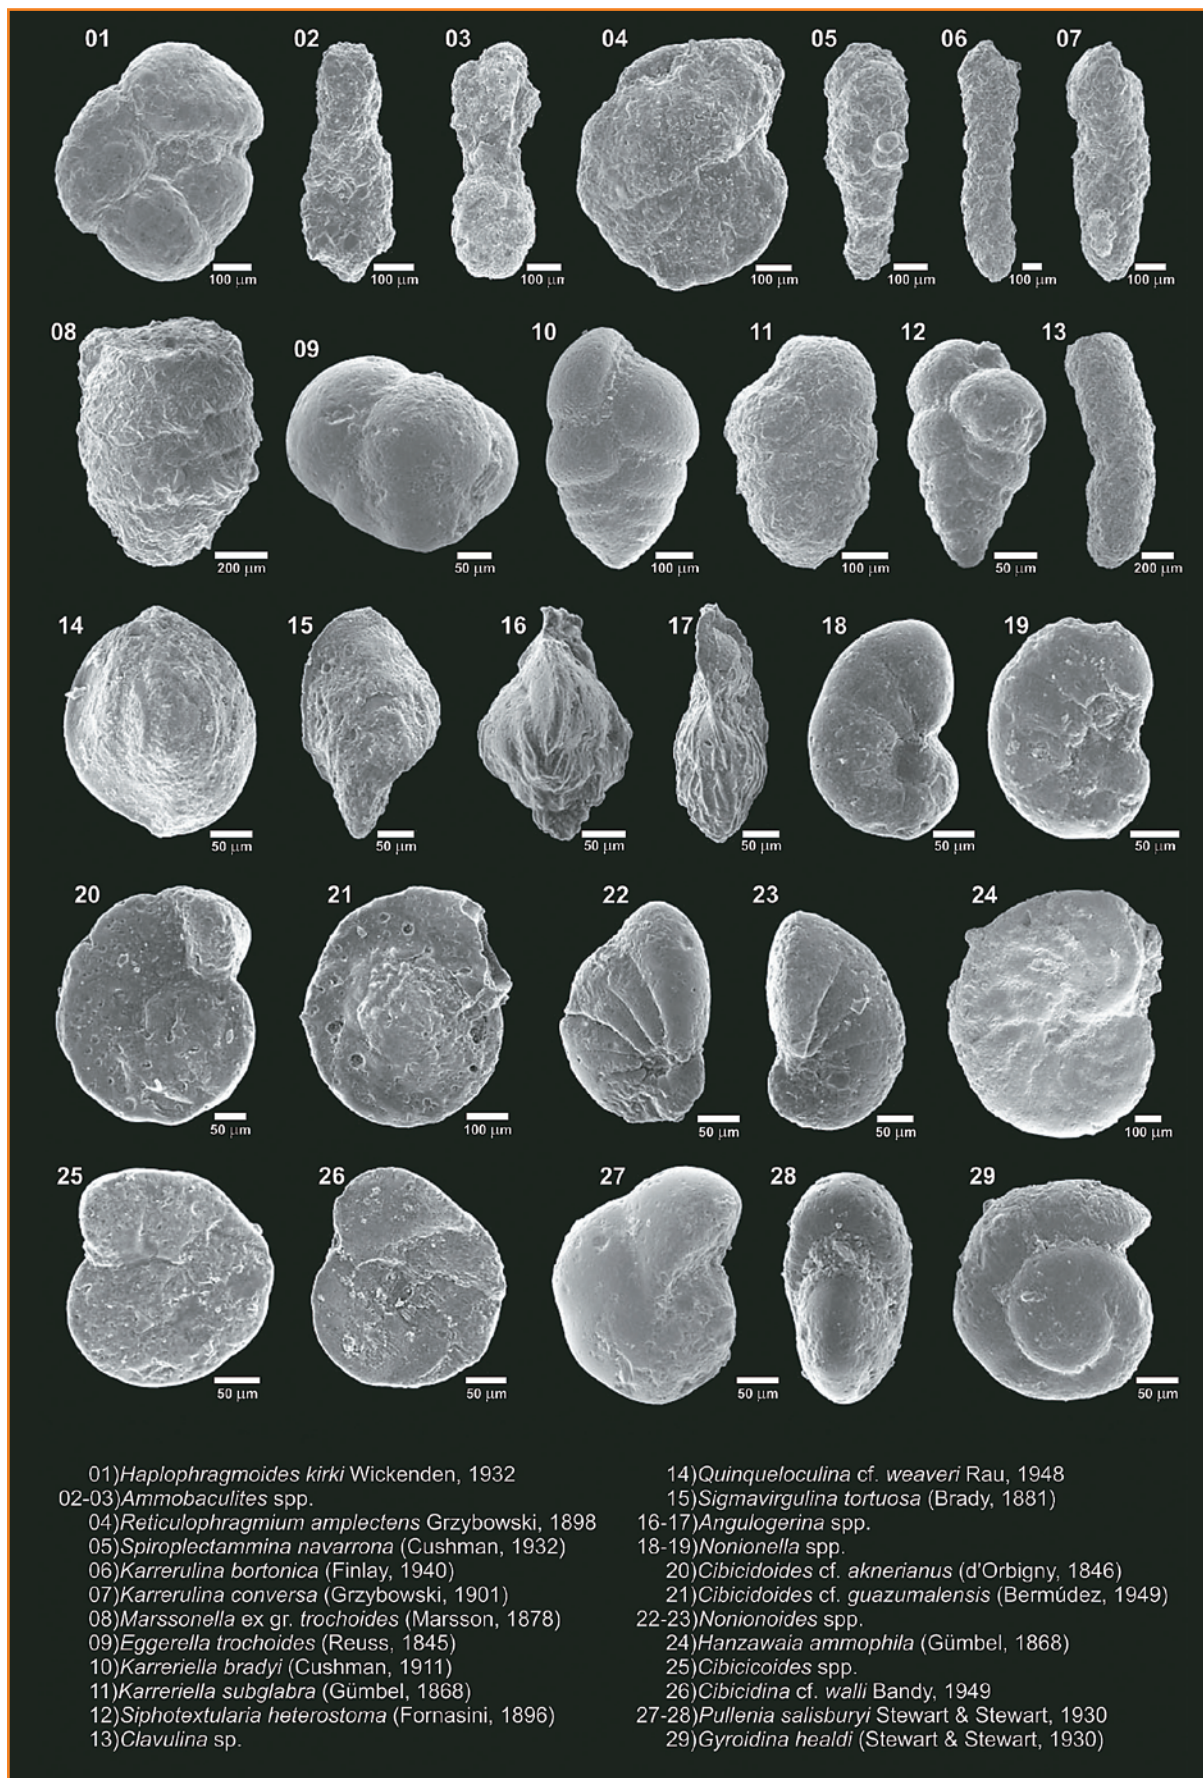 01 02 03 04 05 06 07
100 µm 100 µm 100 µm 100 µm 100 µm 100 µm 100 µm
08 09 10 11 12 13
200 µm 50 µm 100 µm 100 µm 50 µm 200 µm
14 15 16 17 18 19
50 µm 50 µm 50 µm 50 µm 50 µm 50 µm
20 21 22 23 24
50 µm 100 µm 50 µm 50 µm 100 µm
25 26 27 28 29
50 µm 50 µm 50 µm 50 µm
01)Haplophragmoides kirki Wickenden, 1932
02-03)Ammobaculites spp.
04)Reticulophragmium amplectens Grzybowski, 1898
05)Spiroplectammina navarrona (Cushman, 1932)
06)Karrerulina bortonica (Finlay, 1940)
07)Karrerulina conversa (Grzybowski, 1901)
08)Marssonella ex gr. trochoides (Marsson, 1878)
09)Eggerella trochoides (Reuss, 1845)
10)Karreriella bradyi (Cushman, 1911)
11)Karreriella subglabra (Gümbel, 1868)
12)Siphotextularia heterostoma (Fornasini, 1896)
13)Clavulina sp.
14)Quinqueloculina cf. weaveri Rau, 1948
15)Sigmavirgulina tortuosa (Brady, 1881)
16-17)Angulogerina spp.
18-19)Nonionella spp.
20)Cibicidoides cf. aknerianus (d'Orbigny, 1846)
21)Cibicidoides cf. guazumalensis (Bermúdez, 1949)
22-23)Nonionoides spp.
24)Hanzawaia ammophila (Gümbel, 1868)
25)Cibicicoides spp.
26)Cibicidina cf. walli Bandy, 1949
27-28)Pullenia salisburyi Stewart & Stewart, 1930
29)Gyroidina healdi (Stewart & Stewart, 1930)